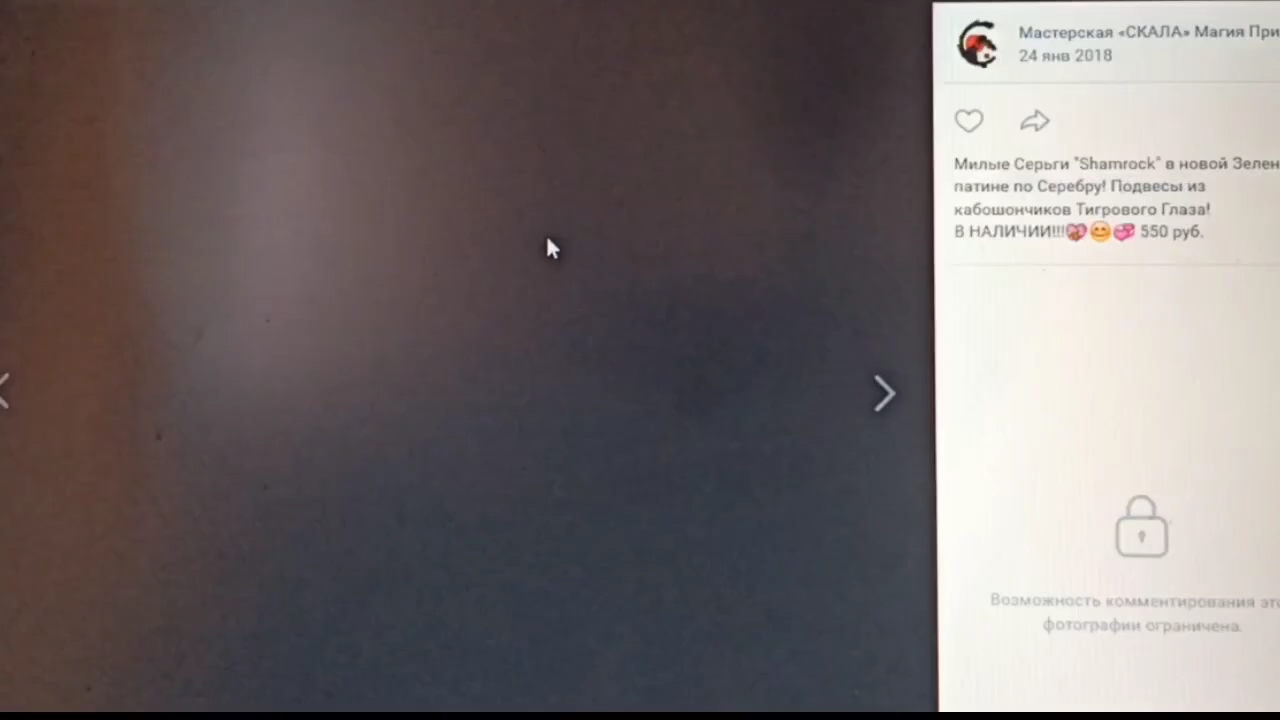 Мастерская «СКАЛА» Магия При
24 янв 2018
Милые Серьги "Shamrock" в новой Зелен
патине по Серебру! Подвесы из
кабошончиков Тигрового Глаза!
В НАЛИЧИИ!!!💝😊💞 550 руб.
Возможность комментирования это
фотографии ограничена.